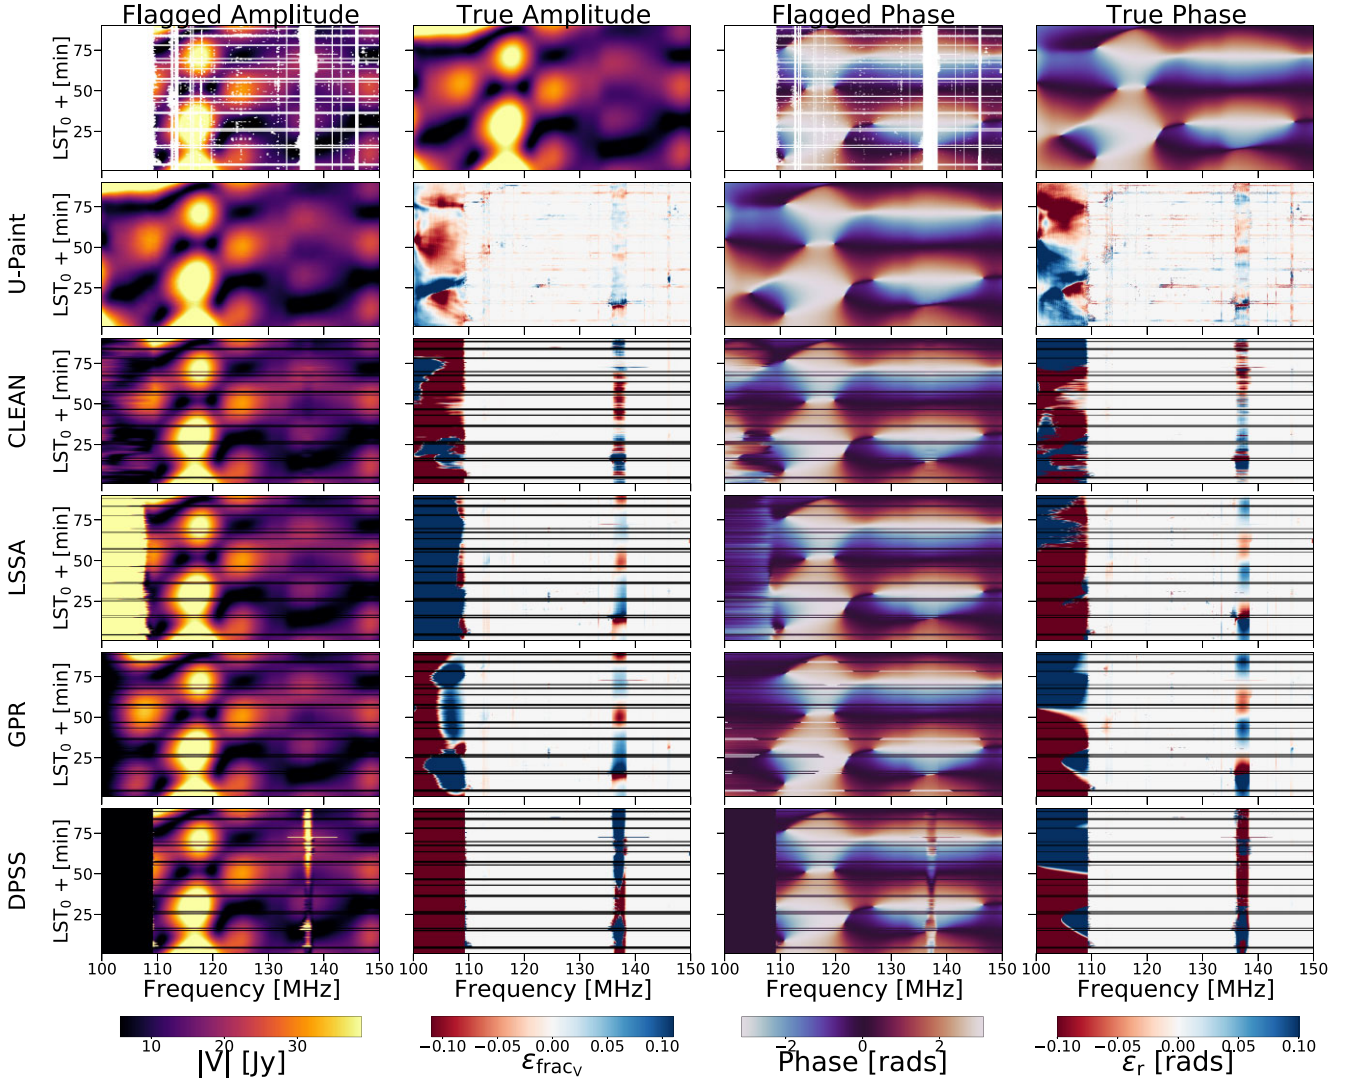 Flagged Amplitude True Amplitude Flagged Phase True Phase
LST₀ + [min] 75 50 25
U-Paint LST₀ + [min] 75 50 25
CLEAN LST₀ + [min] 75 50 25
LSSA LST₀ + [min] 75 50 25
GPR LST₀ + [min] 75 50 25
DPSS LST₀ + [min] 75 50 25
100 110 120 130 140 150 100 110 120 130 140 150 100 110 120 130 140 150 100 110 120 130 140 150
Frequency [MHz] Frequency [MHz] Frequency [MHz] Frequency [MHz]
10 20 30 −0.10 −0.05 0.00 0.05 0.10 −2 0 2 −0.10 −0.05 0.00 0.05 0.10
|V| [Jy] ε_frac_V Phase [rads] ε_r [rads]